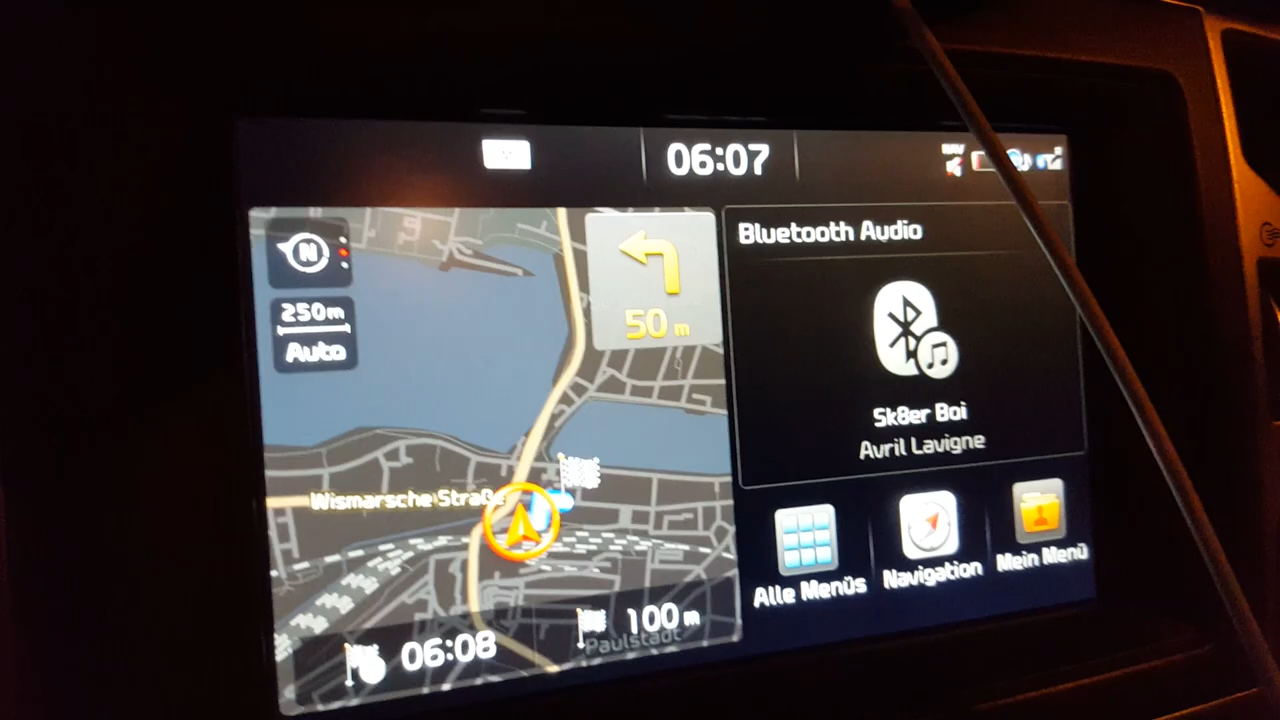 06:07
NAV
N
250m
Auto
50 m
Wismarsche Straße
06:08
100 m
Paulstadt
Bluetooth Audio
Sk8er Boi
Avril Lavigne
Alle Menüs
Navigation
Mein Menü